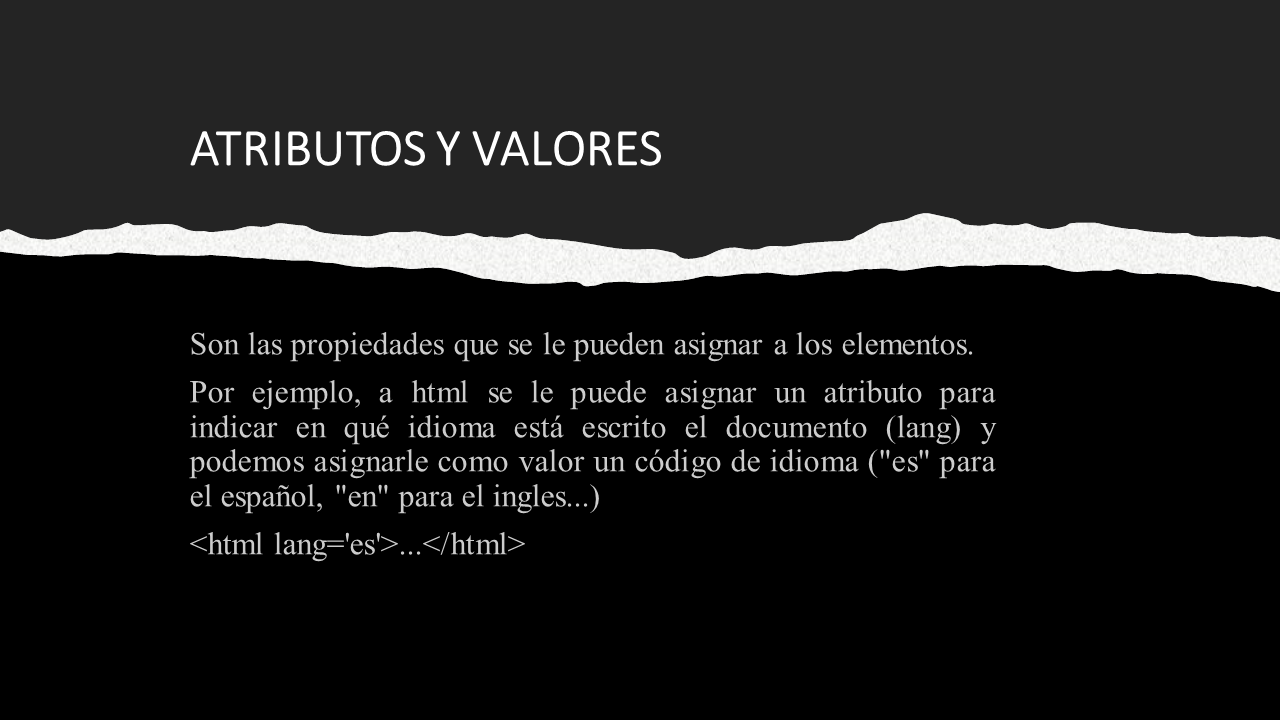 ATRIBUTOS Y VALORES
Son las propiedades que se le pueden asignar a los elementos.
Por ejemplo, a html se le puede asignar un atributo para
indicar en qué idioma está escrito el documento (lang) y
podemos asignarle como valor un código de idioma ("es" para
el español, "en" para el ingles...)
<html lang='es'>...</html>